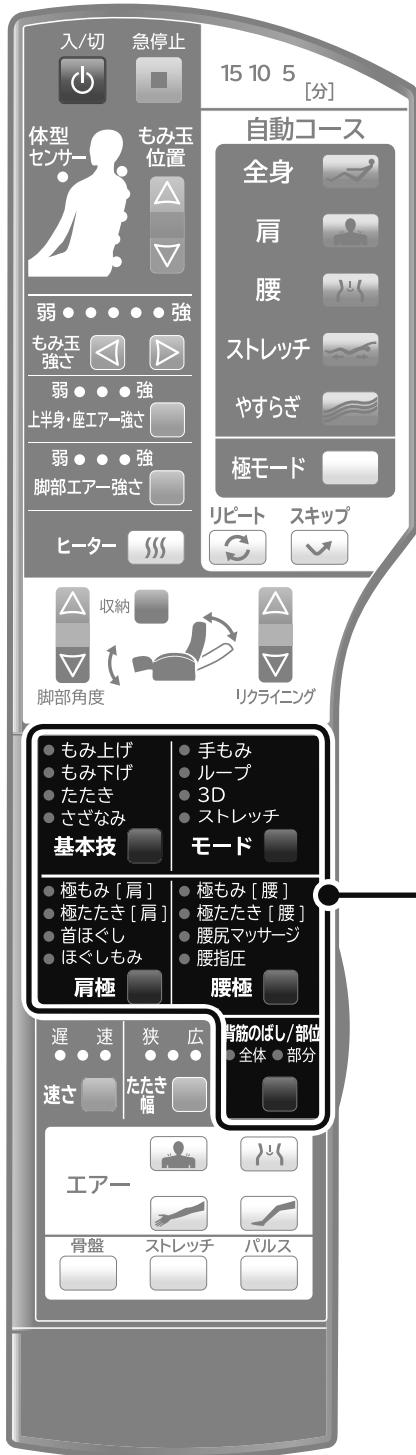 入/切 急停止
15 10 5
[分]
体型
センサー
もみ玉
位置
自動コース
全身
肩
腰
ストレッチ
やすらぎ
極モード
弱 強
もみ玉
強さ
弱 強
上半身・座エアー強さ
弱 強
脚部エアー強さ
ヒーター
リピート スキップ
収納
脚部角度 リクライニング
もみ上げ
もみ下げ
たたき
さざなみ
基本技
手もみ
ループ
3D
ストレッチ
モード
極もみ[肩]
極たたき[肩]
首ほぐし
ほぐしもみ
肩極
極もみ[腰]
極たたき[腰]
腰尻マッサージ
腰指圧
腰極
遅 速
速さ
狭 広
たたき
幅
背筋のばし/部位
全体 部分
エアー
骨盤 ストレッチ パルス